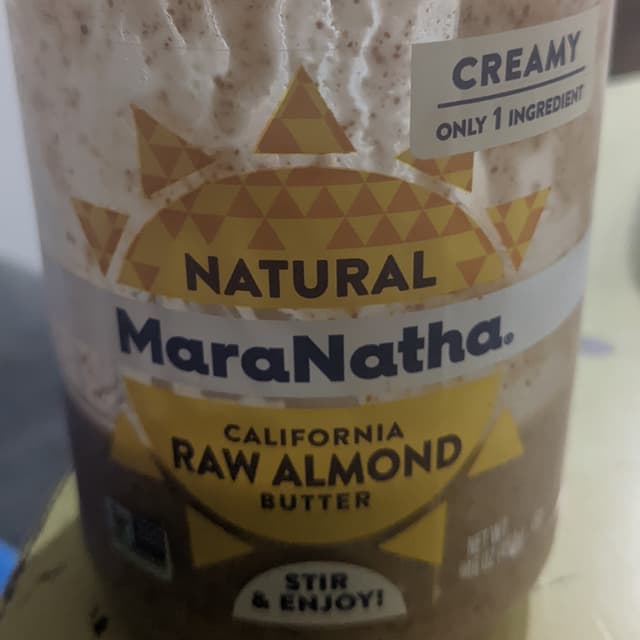 CREAMY
ONLY 1 INGREDIENT
NATURAL
MaraNatha.
CALIFORNIA
RAW ALMOND
BUTTER
STIR
& ENJOY!